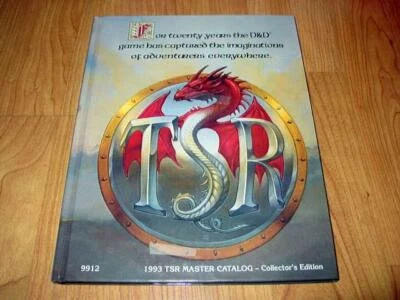 For twenty years the D&D®
game has captured the imaginations
of adventurers everywhere.
TSR
9912 1993 TSR MASTER CATALOG – Collector's Edition